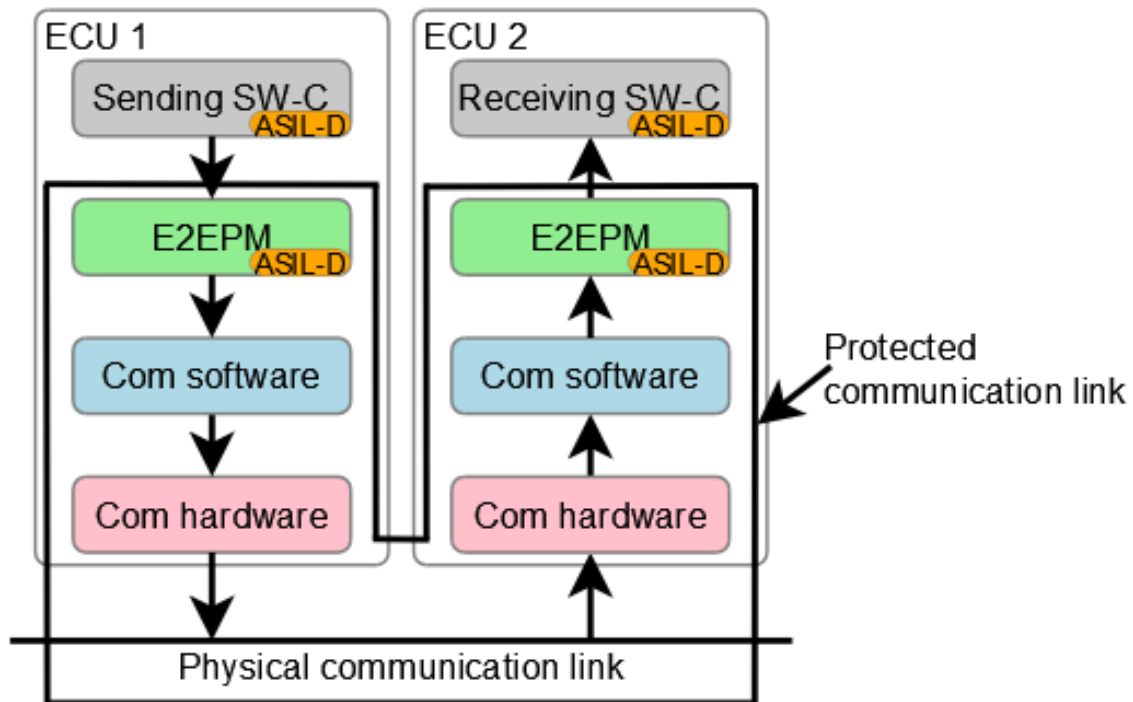 ECU 1
Sending SW-C
ASIL-D
E2EPM
ASIL-D
Com software
Com hardware
ECU 2
Receiving SW-C
ASIL-D
E2EPM
ASIL-D
Com software
Com hardware
Protected
communication link
Physical communication link